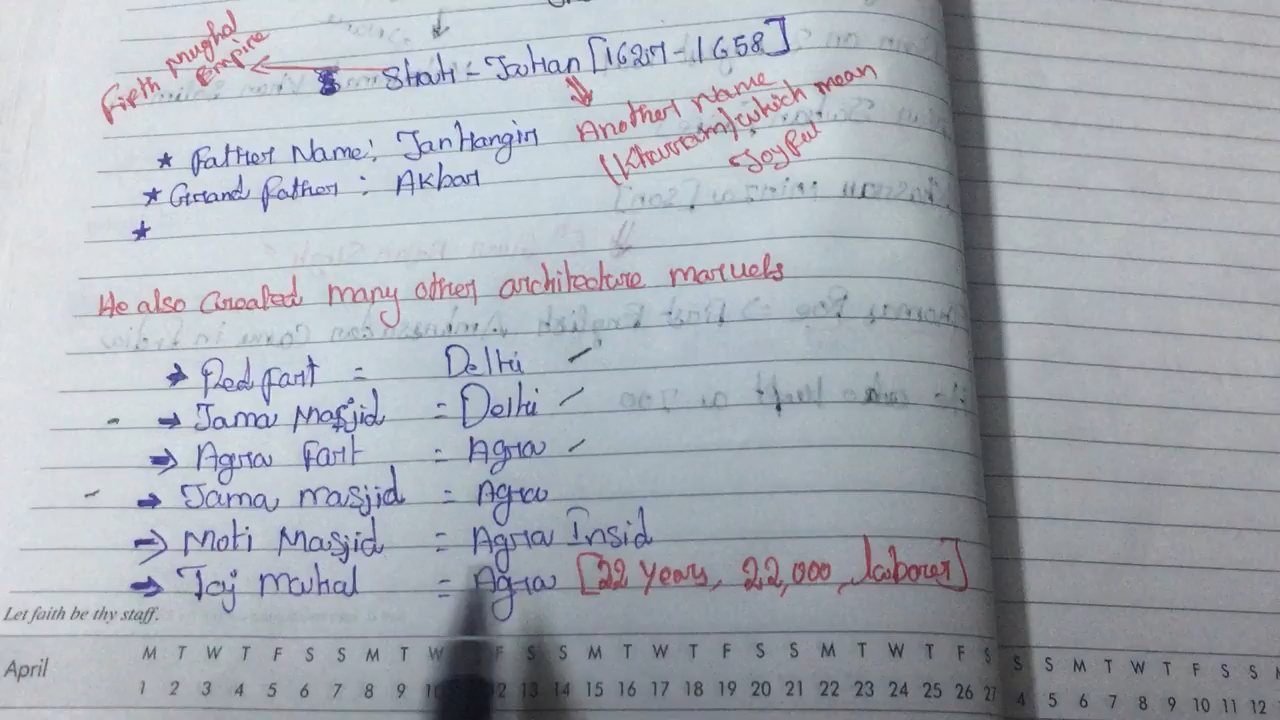 Fifth Mughal
Empire
Shah - Jahan [1627 - 1658]
Another name
(Khurram) which mean
Joyful
* Father Name: JanHangir
* Grand Father : Akbar
*
He also Created many other architecture marvels
→ Red fart = Delhi
→ Jama Masjid = Delhi
→ Agra Fart = Agra
→ Jama masjid = Agra
→ Moti Masjid = Agra Insid
→ Taj Mahal = Agra [22 years, 22,000, laborer]
Let faith be thy staff.
M T W T F S S M T W F S S M T W T F S S M T W T F S
April 1 2 3 4 5 6 7 8 9 10 12 13 14 15 16 17 18 19 20 21 22 23 24 25 26 27
S S M T W T F S S
4 5 6 7 8 9 10 11 12